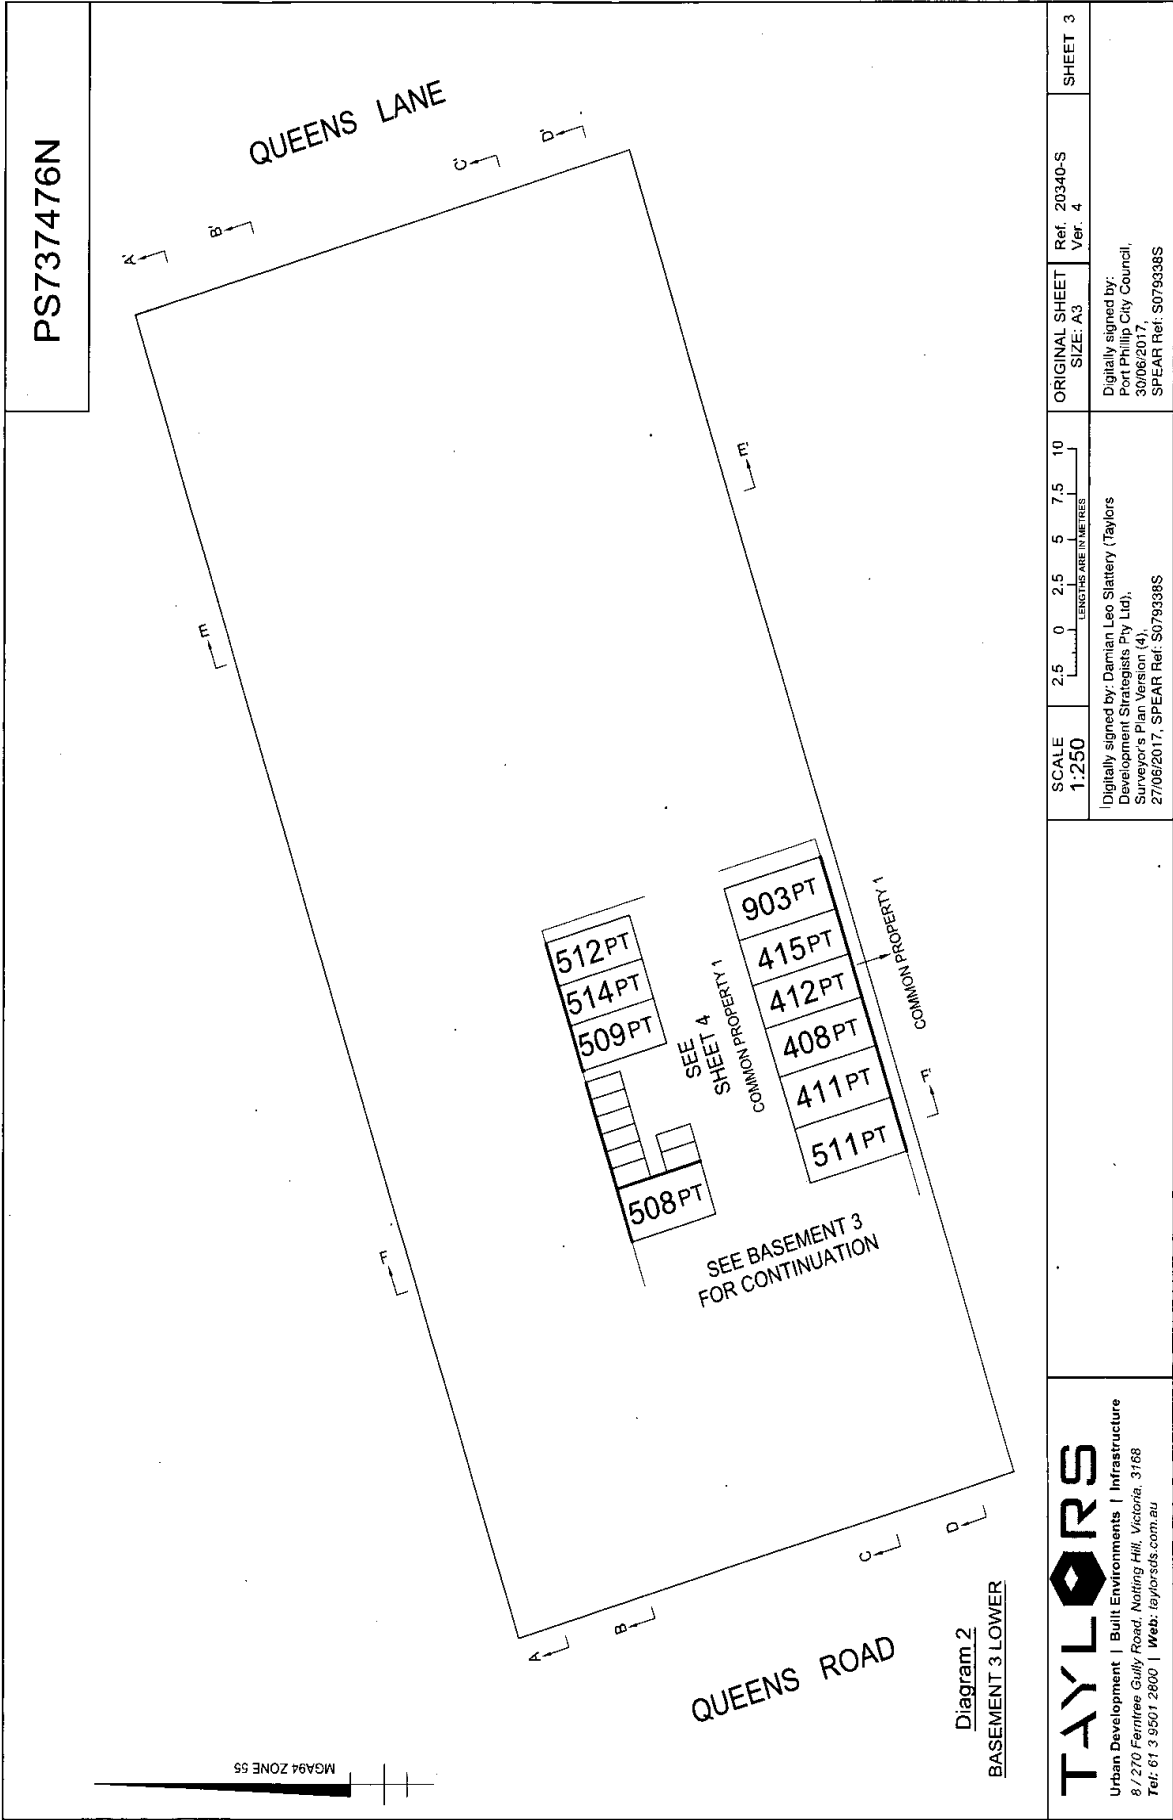 PS737476N
QUEENS LANE
A'
B'
C'
D'
E
E'
F
F'
512PT
514PT
509PT
508PT
SEE
SHEET 4
COMMON PROPERTY 1
903PT
415PT
412PT
408PT
411PT
511PT
COMMON PROPERTY 1
SEE BASEMENT 3
FOR CONTINUATION
A
B
C
D
QUEENS ROAD
MGA94 ZONE 55
Diagram 2
BASEMENT 3 LOWER
TAYLORS
Urban Development | Built Environments | Infrastructure
8 / 270 Ferntree Gully Road, Notting Hill, Victoria, 3168
Tel: 61 3 9501 2800 | Web: taylorsds.com.au
SCALE
1:250
2.5 0 2.5 5 7.5 10
LENGTHS ARE IN METRES
ORIGINAL SHEET
SIZE: A3
Ref. 20340-S
Ver. 4
SHEET 3
Digitally signed by: Damian Leo Slattery (Taylors
Development Strategists Pty Ltd),
Surveyor's Plan Version (4),
27/06/2017, SPEAR Ref: S079338S
Digitally signed by:
Port Phillip City Council,
30/06/2017,
SPEAR Ref: S079338S